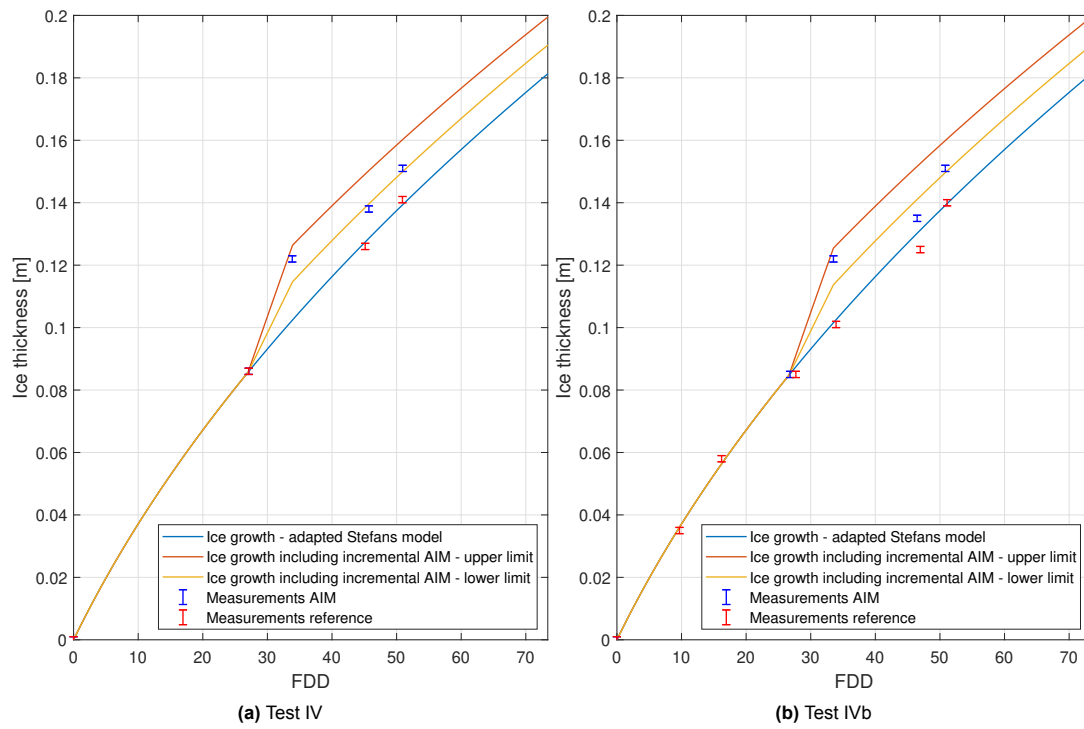 0.2
0.18
0.16
0.14
0.12
0.1
0.08
0.06
0.04
0.02
0
Ice thickness [m]
0 10 20 30 40 50 60 70
FDD
Ice growth - adapted Stefans model
Ice growth including incremental AIM - upper limit
Ice growth including incremental AIM - lower limit
Measurements AIM
Measurements reference
(a) Test IV
0.2
0.18
0.16
0.14
0.12
0.1
0.08
0.06
0.04
0.02
0
Ice thickness [m]
0 10 20 30 40 50 60 70
FDD
Ice growth - adapted Stefans model
Ice growth including incremental AIM - upper limit
Ice growth including incremental AIM - lower limit
Measurements AIM
Measurements reference
(b) Test IVb